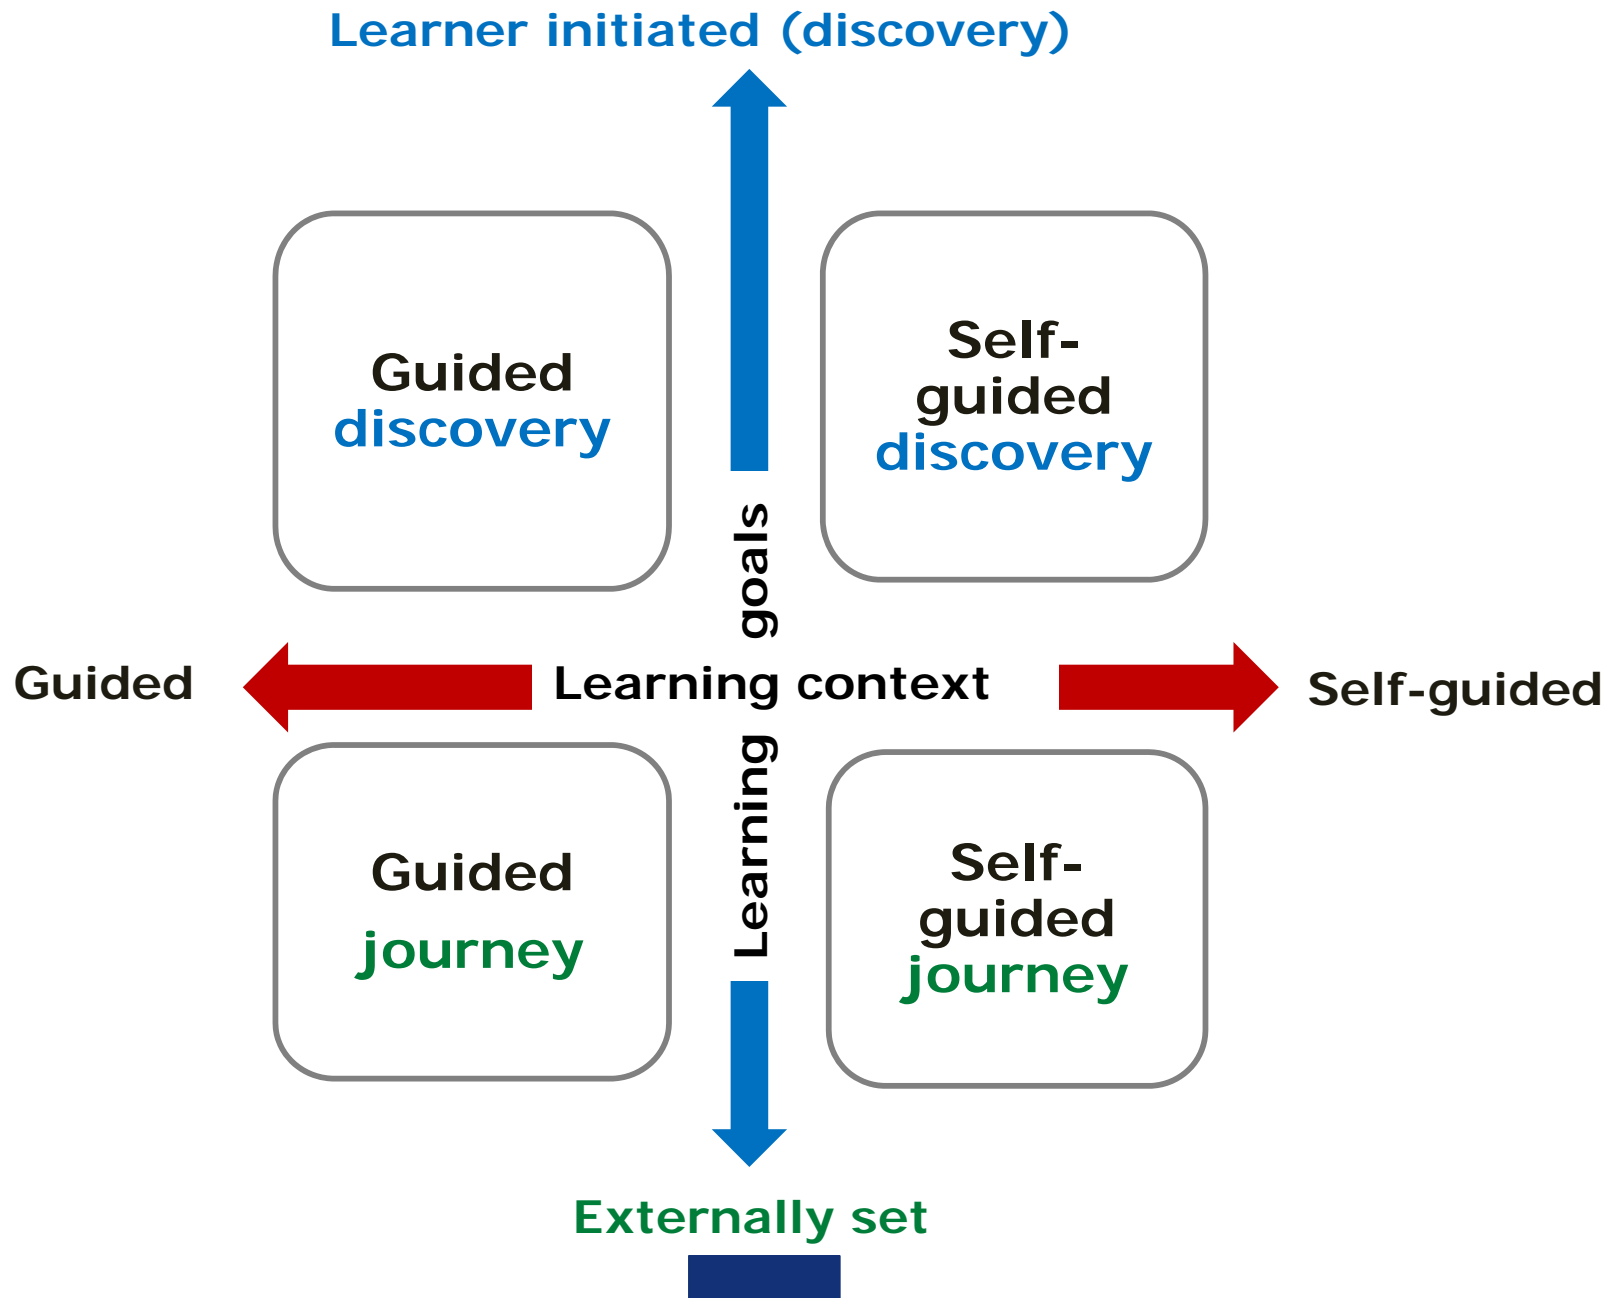 Learner initiated (discovery)
Guided
discovery
Self-
guided
discovery
Learning goals
Guided
Learning context
Self-guided
Guided
journey
Self-
guided
journey
Externally set